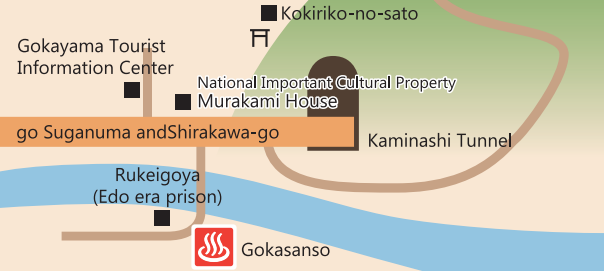 Kokiriko-no-sato
Gokayama Tourist
Information Center
National Important Cultural Property
Murakami House
go Suganuma andShirakawa-go
Kaminashi Tunnel
Rukeigoya
(Edo era prison)
Gokasanso